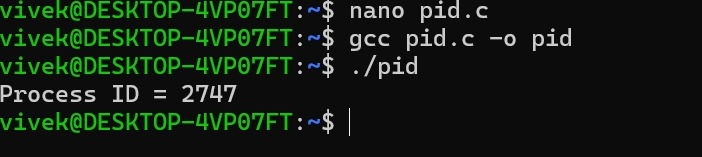 vivek@DESKTOP-4VP07FT:~$ nano pid.c
vivek@DESKTOP-4VP07FT:~$ gcc pid.c -o pid
vivek@DESKTOP-4VP07FT:~$ ./pid
Process ID = 2747
vivek@DESKTOP-4VP07FT:~$